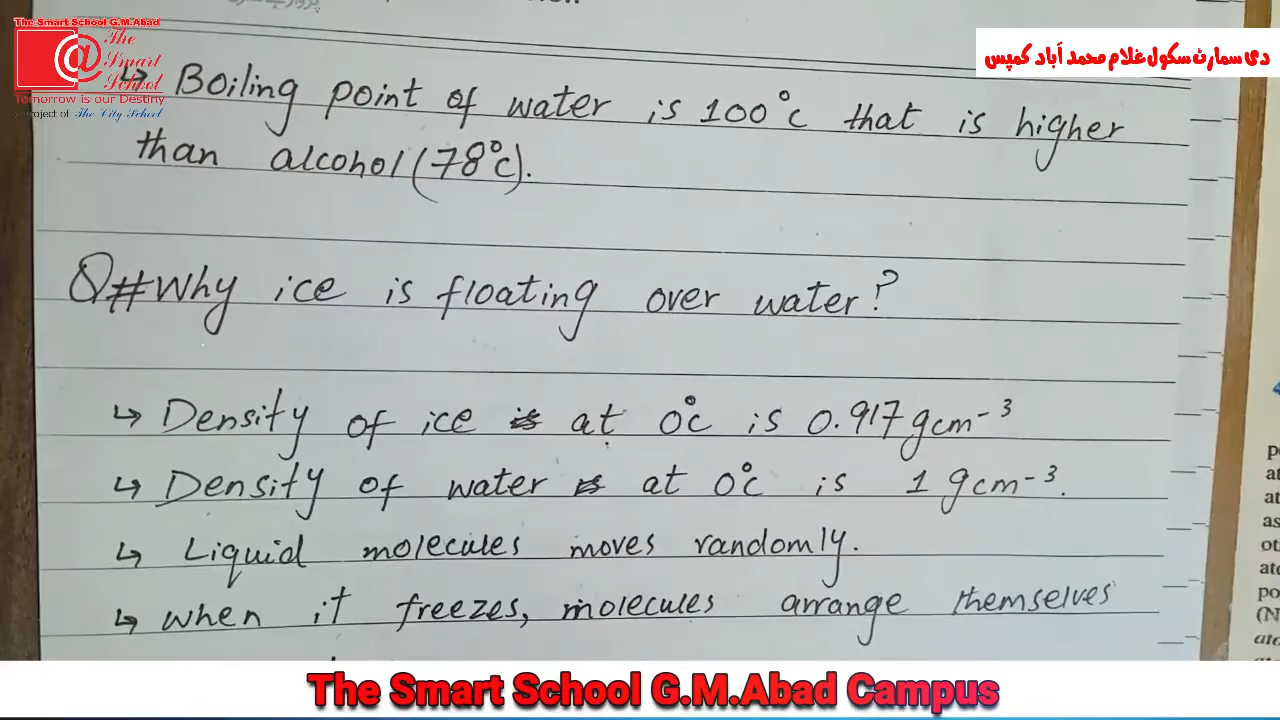 The Smart School G.M.Abad
The
Smart
School
Tomorrow is our Destiny
A Project of The City School
دی سمارٹ سکول غلام محمد آباد کمپس
↳ Boiling point of water is 100°c that is higher
than alcohol (78°c).
Q# Why ice is floating over water?
↳ Density of ice at 0°c is 0.917 gcm-3
↳ Density of water at 0°c is 1 gcm-3.
↳ Liquid molecules moves randomly.
↳ when it freezes, molecules arrange themselves
The Smart School G.M.Abad Campus